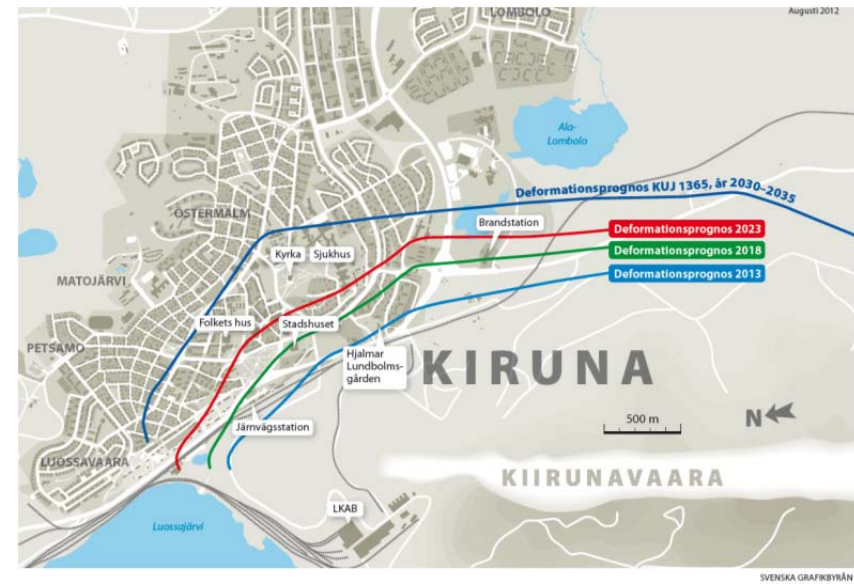 LOMBOLO
Augusti 2012
Ala-
Lombolo
Deformationsprognos KUJ 1365, år 2030–2035
ÖSTERMALM
Brandstation
Deformationsprognos 2023
Deformationsprognos 2018
Deformationsprognos 2013
Kyrka
Sjukhus
MATOJÄRVI
Folkets hus
Stadshuset
PETSAMO
Hjalmar
Lundbolms-
gården
KIRUNA
500 m
N
Järnvägsstation
LUOSSAVAARA
KIIRUNAVAARA
LKAB
Luossajärvi
SVENSKA GRAFIKBYRÅN